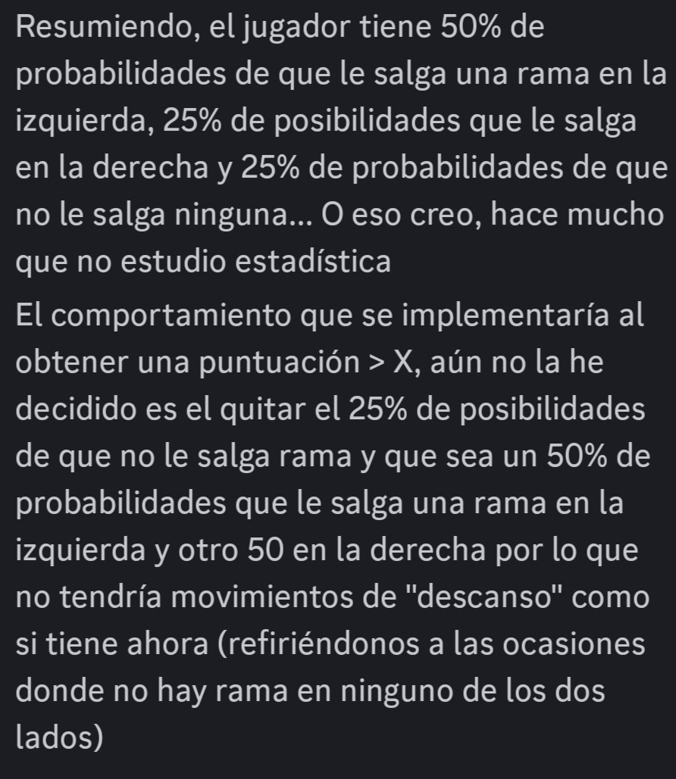 Resumiendo, el jugador tiene 50% de
probabilidades de que le salga una rama en la
izquierda, 25% de posibilidades que le salga
en la derecha y 25% de probabilidades de que
no le salga ninguna... O eso creo, hace mucho
que no estudio estadística
El comportamiento que se implementaría al
obtener una puntuación > X, aún no la he
decidido es el quitar el 25% de posibilidades
de que no le salga rama y que sea un 50% de
probabilidades que le salga una rama en la
izquierda y otro 50 en la derecha por lo que
no tendría movimientos de "descanso" como
si tiene ahora (refiriéndonos a las ocasiones
donde no hay rama en ninguno de los dos
lados)